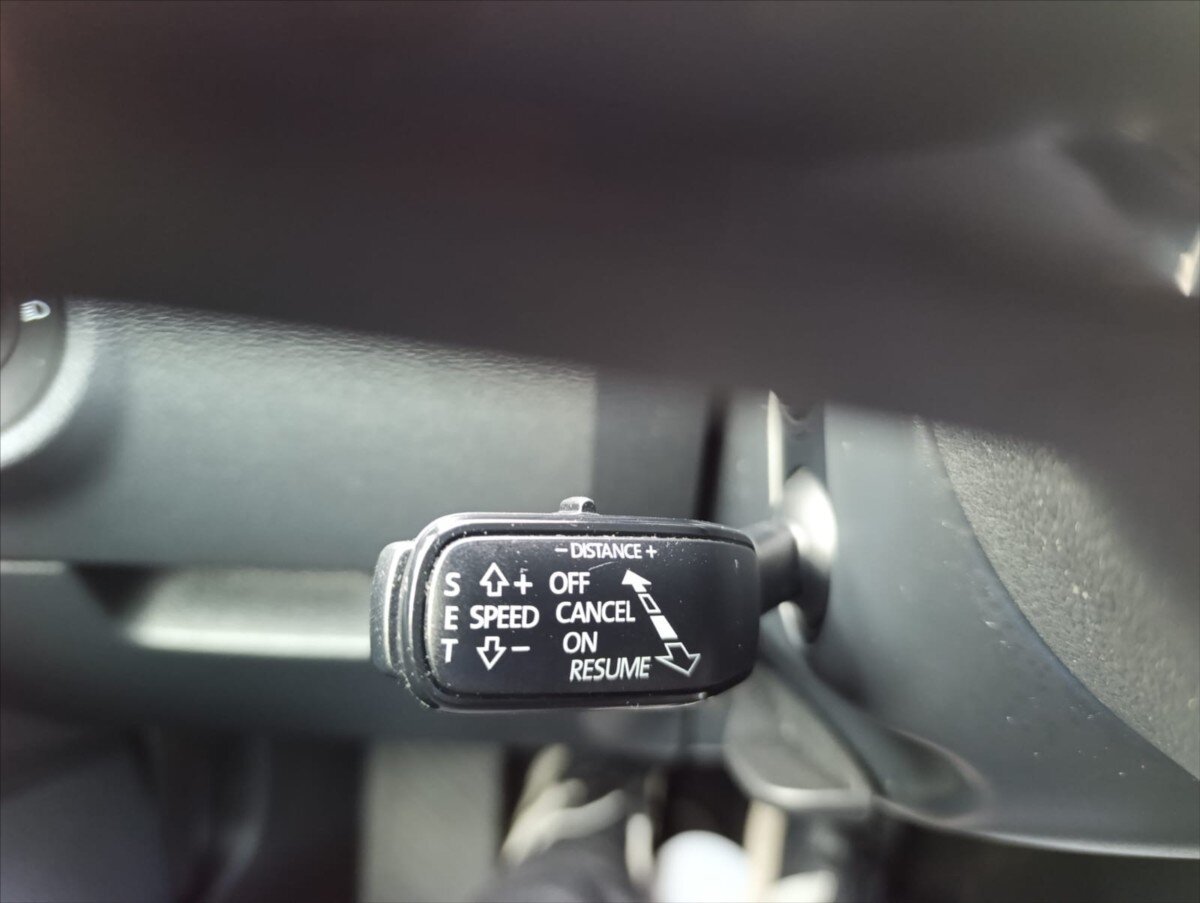 − DISTANCE +
S + OFF
E SPEED CANCEL
T − ON
RESUME